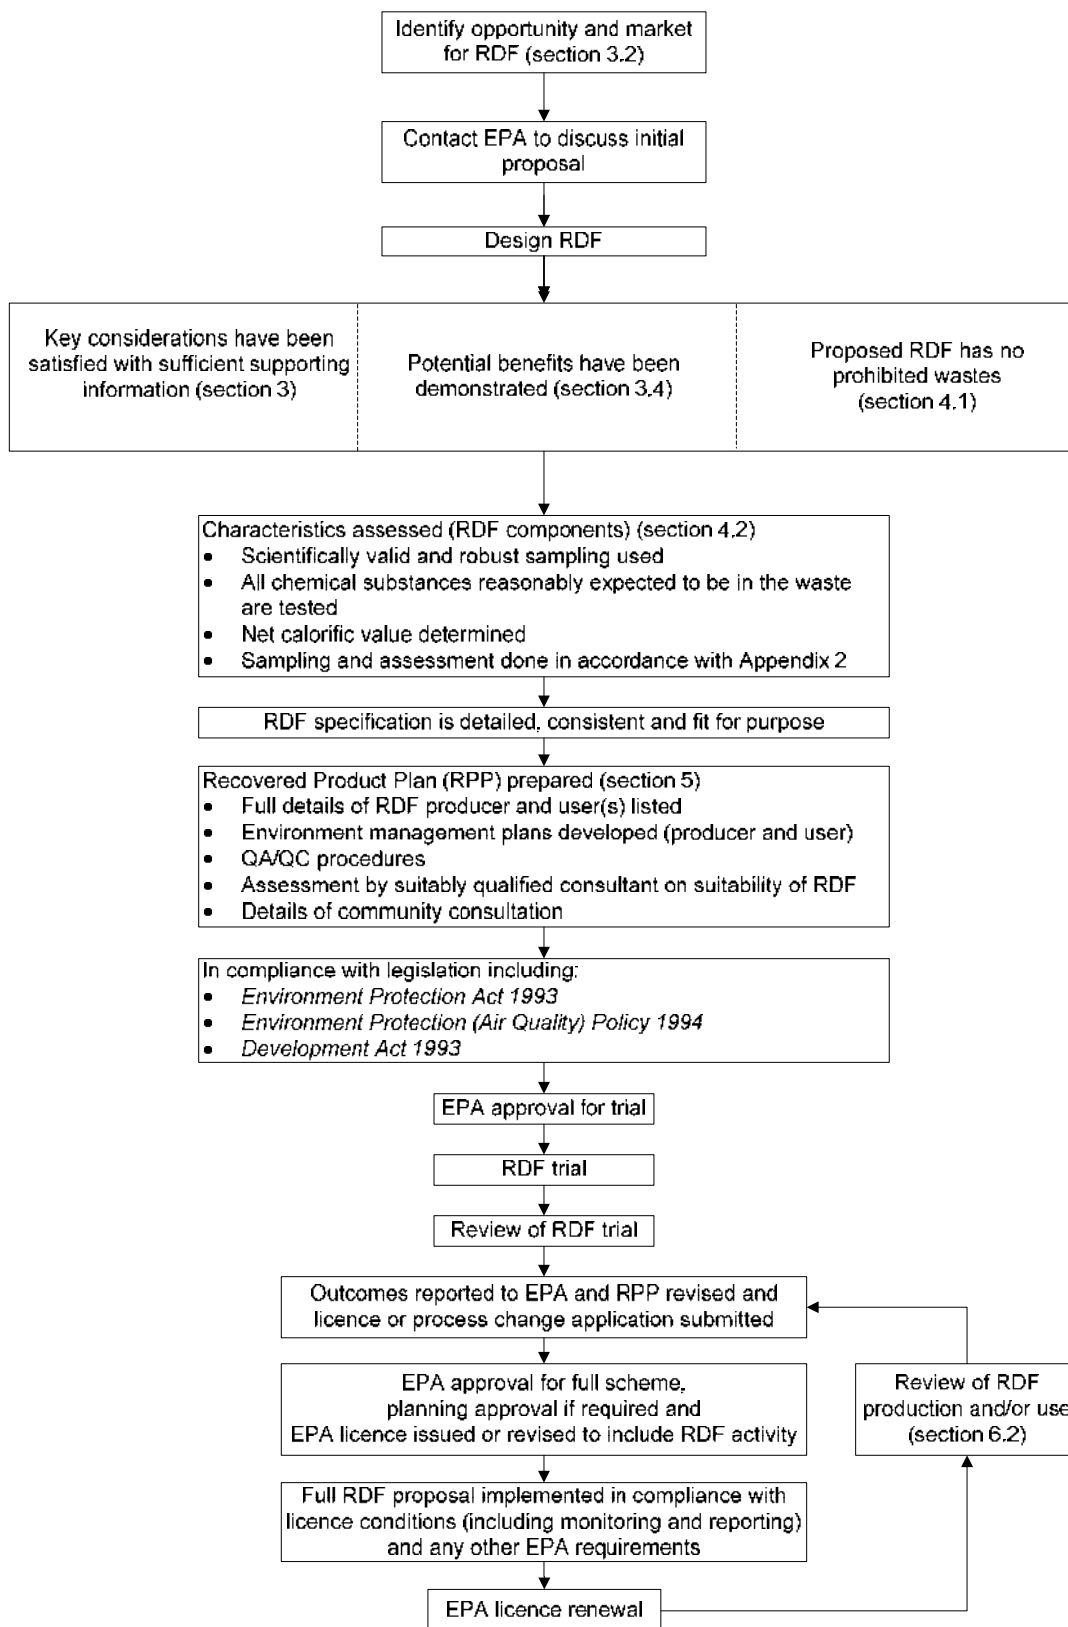 Identify opportunity and market
for RDF (section 3.2)
Contact EPA to discuss initial
proposal
Design RDF
Key considerations have been
satisfied with sufficient supporting
information (section 3)
Potential benefits have been
demonstrated (section 3.4)
Proposed RDF has no
prohibited wastes
(section 4.1)
Characteristics assessed (RDF components) (section 4.2)
• Scientifically valid and robust sampling used
• All chemical substances reasonably expected to be in the waste
are tested
• Net calorific value determined
• Sampling and assessment done in accordance with Appendix 2
RDF specification is detailed, consistent and fit for purpose
Recovered Product Plan (RPP) prepared (section 5)
• Full details of RDF producer and user(s) listed
• Environment management plans developed (producer and user)
• QA/QC procedures
• Assessment by suitably qualified consultant on suitability of RDF
• Details of community consultation
In compliance with legislation including:
• Environment Protection Act 1993
• Environment Protection (Air Quality) Policy 1994
• Development Act 1993
EPA approval for trial
RDF trial
Review of RDF trial
Outcomes reported to EPA and RPP revised and
licence or process change application submitted
EPA approval for full scheme,
planning approval if required and
EPA licence issued or revised to include RDF activity
Review of RDF
production and/or use
(section 6.2)
Full RDF proposal implemented in compliance with
licence conditions (including monitoring and reporting)
and any other EPA requirements
EPA licence renewal